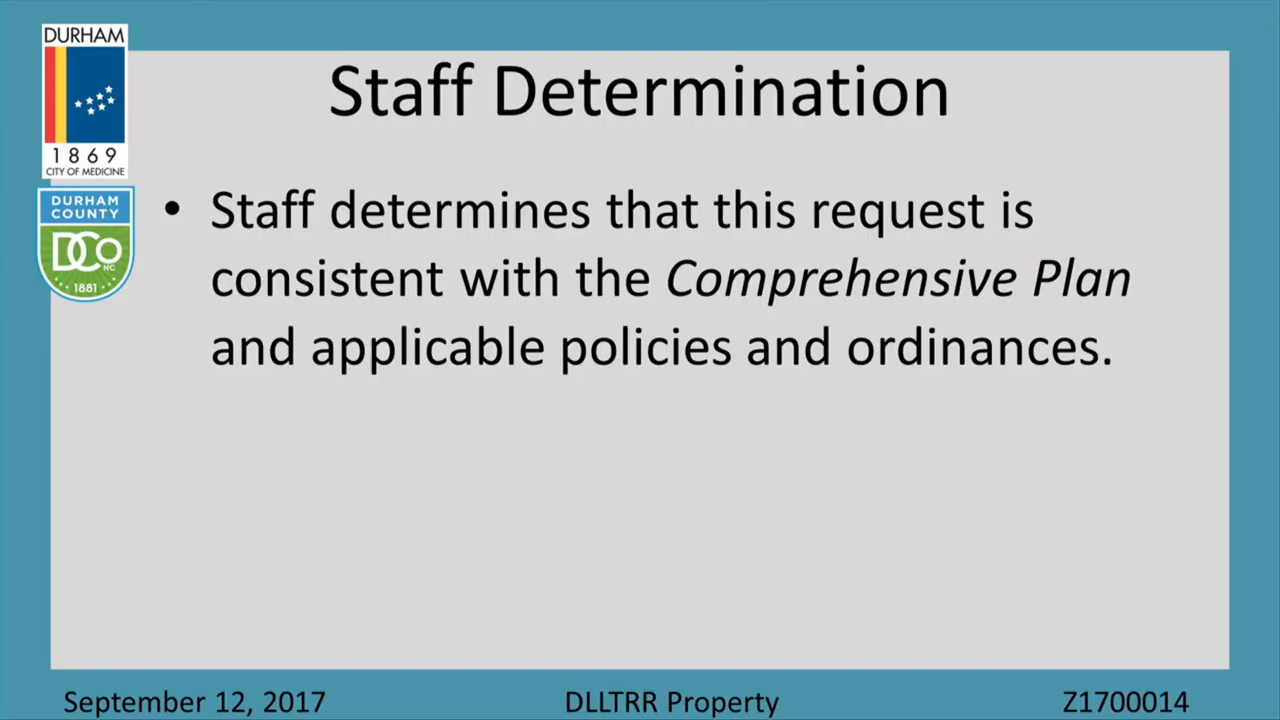 DURHAM
1869
CITY OF MEDICINE
DURHAM
COUNTY
DCo
NC
1881
Staff Determination
• Staff determines that this request is
consistent with the Comprehensive Plan
and applicable policies and ordinances.
September 12, 2017 DLLTRR Property Z1700014